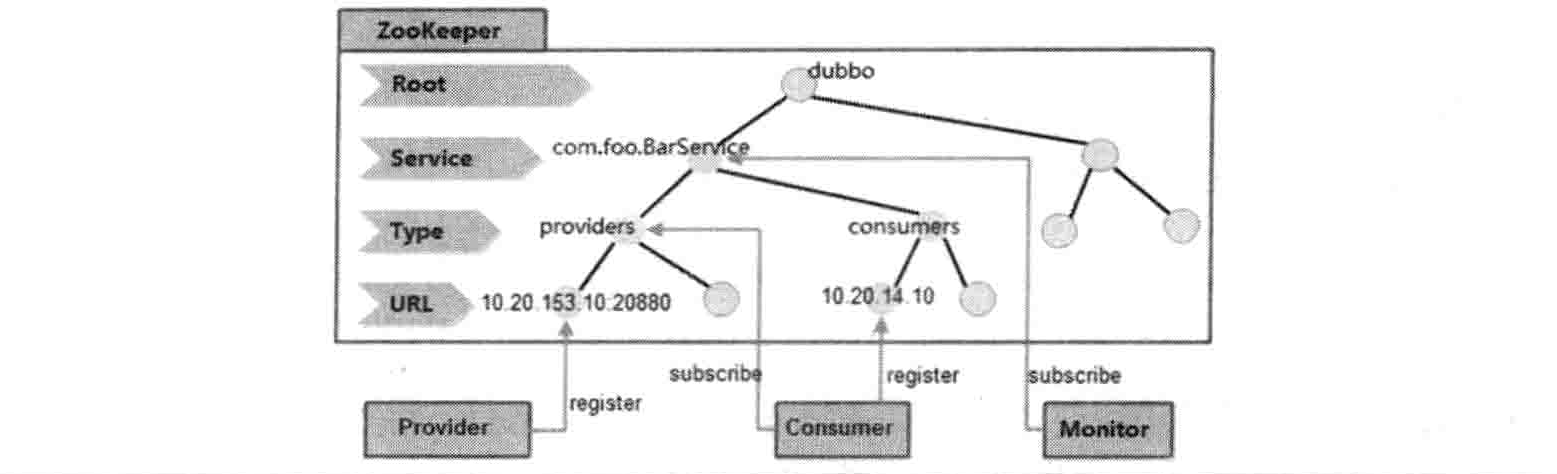 ZooKeeper
Root
dubbo
Service
com.foo.BarService
Type
providers
consumers
URL
10.20.153.10:20880
10.20.14.10
subscribe
register
subscribe
register
Provider
Consumer
Monitor